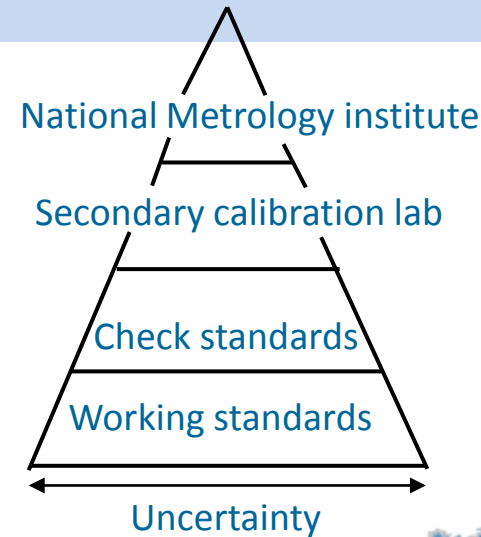 National Metrology institute
Secondary calibration lab
Check standards
Working standards
Uncertainty